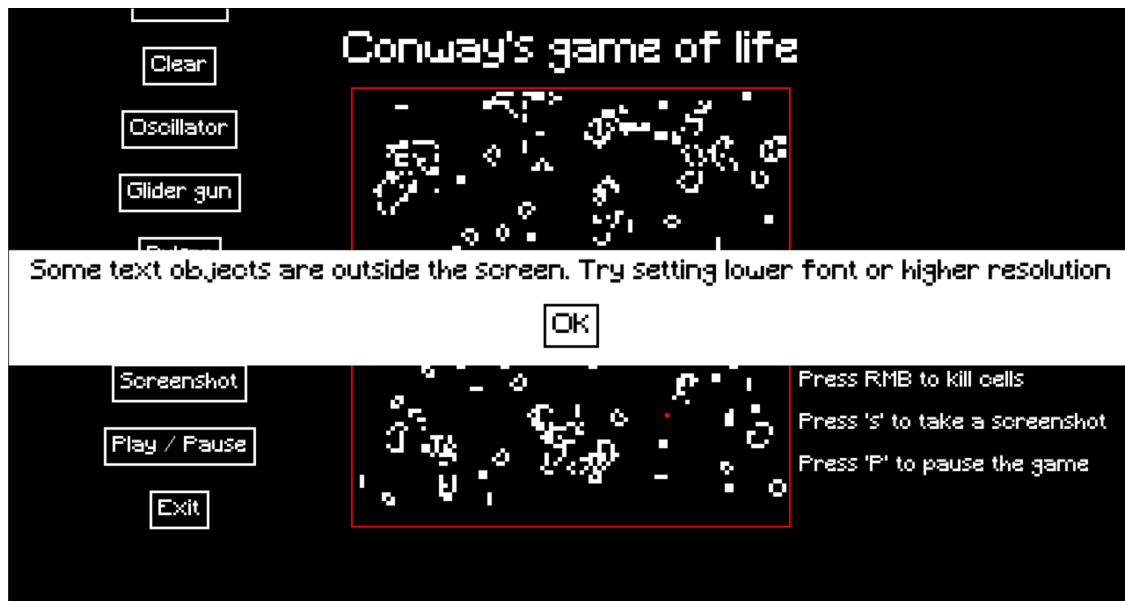 Conway's game of life
Clear
Oscillator
Glider gun
Some text objects are outside the screen. Try setting lower font or higher resolution
OK
Screenshot
Play / Pause
Exit
Press RMB to kill cells
Press 's' to take a screenshot
Press 'P' to pause the game